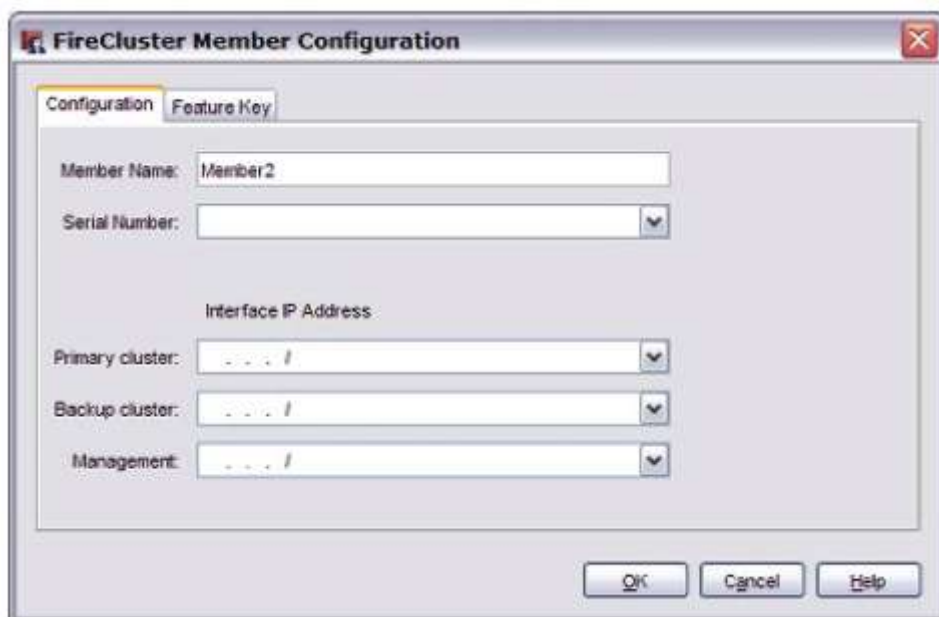 FireCluster Member Configuration
Configuration Feature Key
Member Name: Member2
Serial Number:
Interface IP Address
Primary cluster: . . . /
Backup cluster: . . . /
Management: . . . /
OK Cancel Help